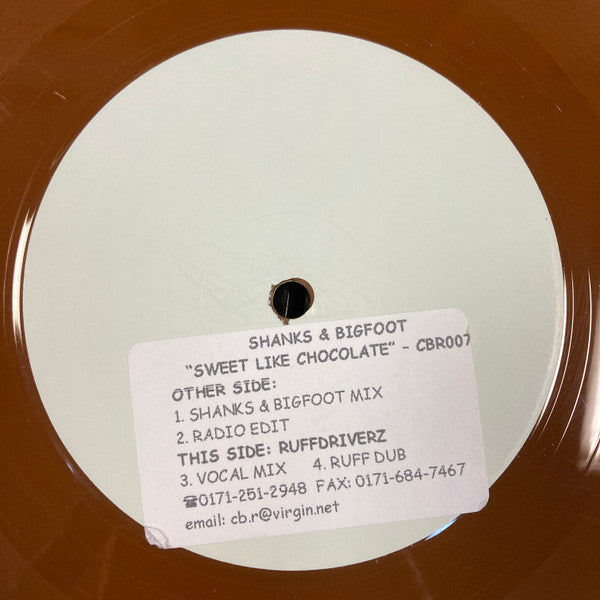 SHANKS & BIGFOOT
"SWEET LIKE CHOCOLATE" - CBR007
OTHER SIDE:
1. SHANKS & BIGFOOT MIX
2. RADIO EDIT
THIS SIDE: RUFFDRIVERZ
3. VOCAL MIX 4. RUFF DUB
☎0171-251-2948 FAX: 0171-684-7467
email: cb.r@virgin.net